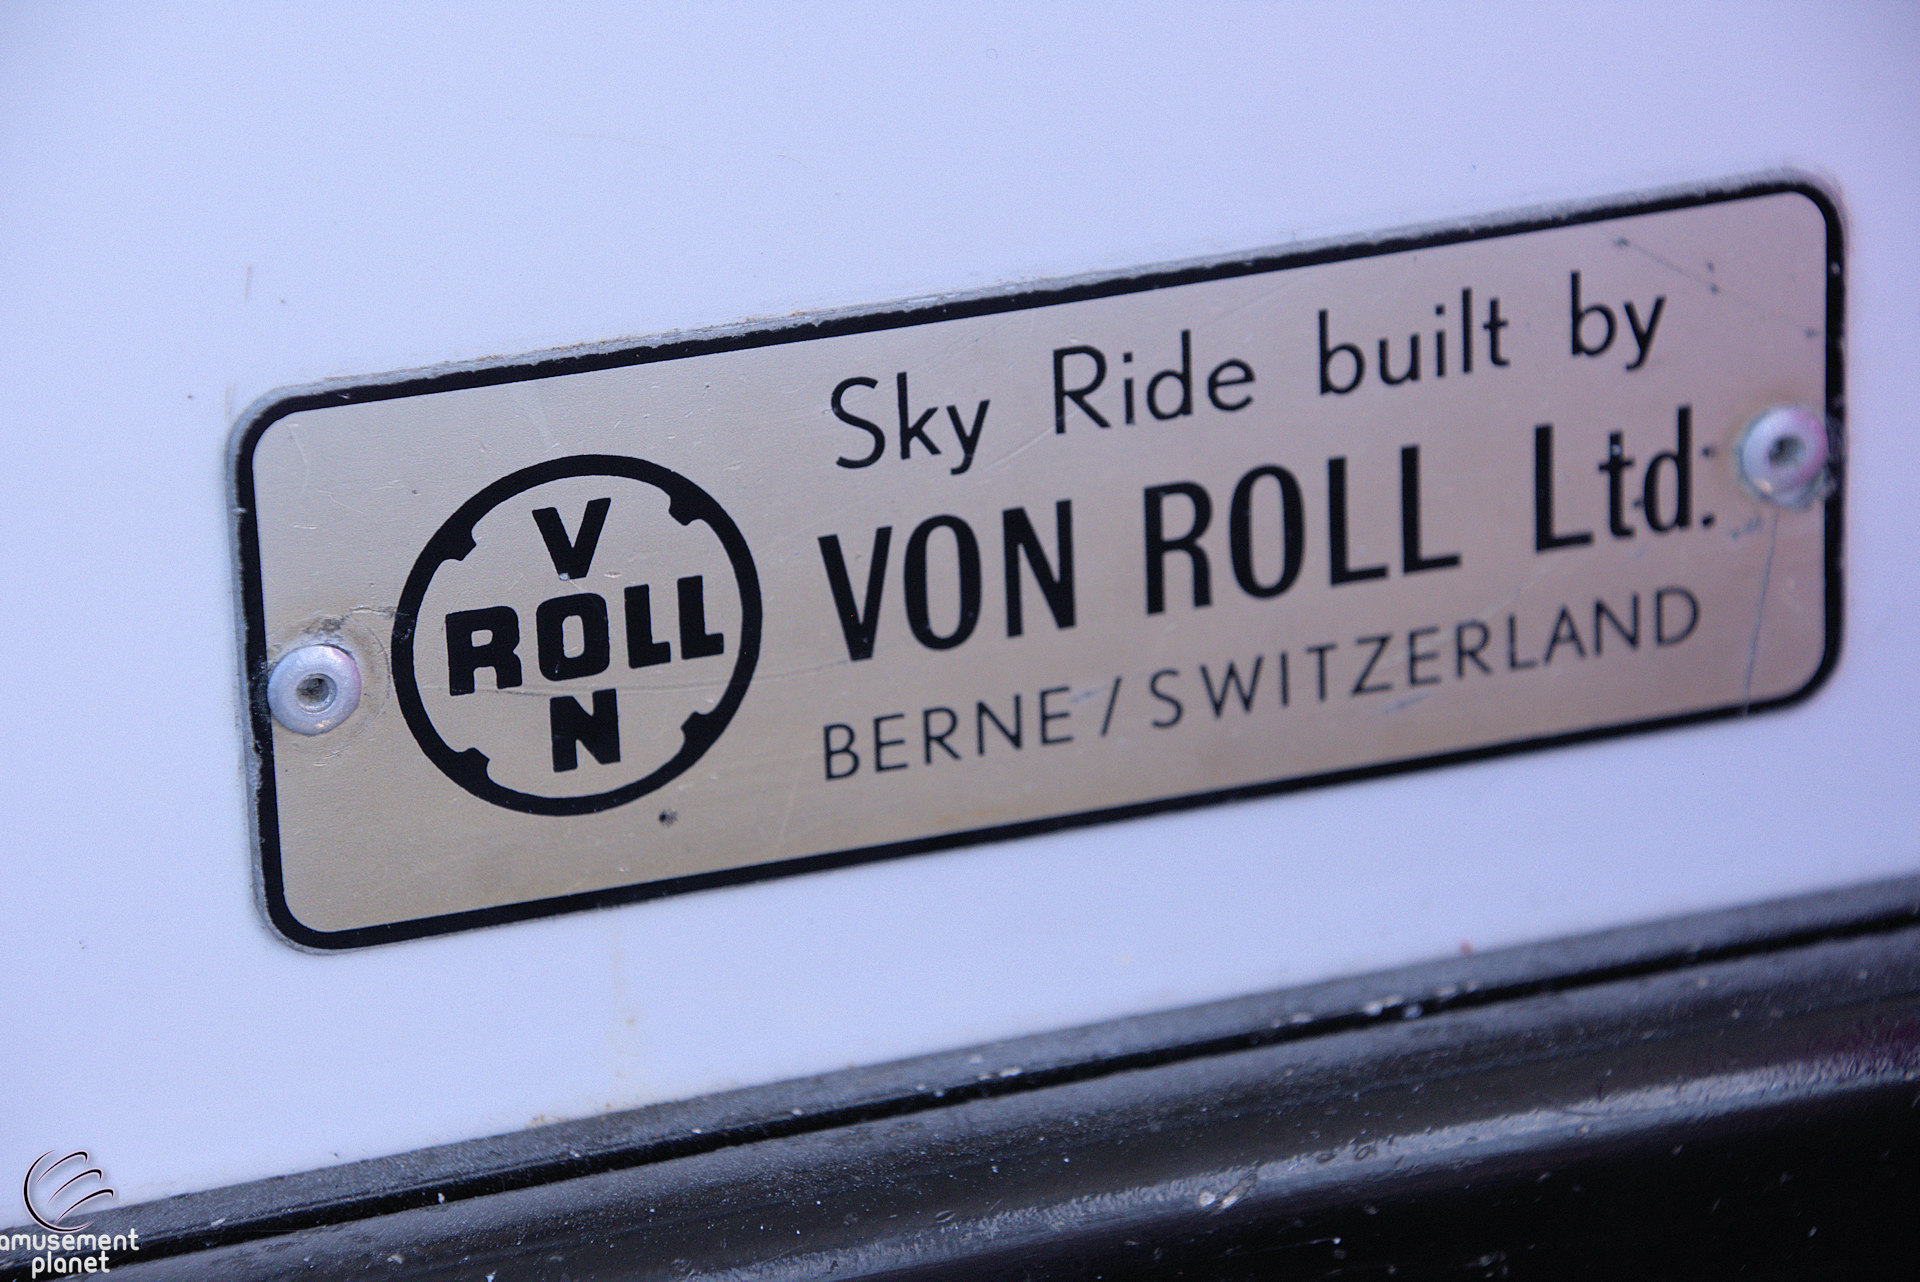 Sky Ride built by
VON ROLL Ltd.
BERNE/SWITZERLAND
V
ROLL
N
amusement
planet